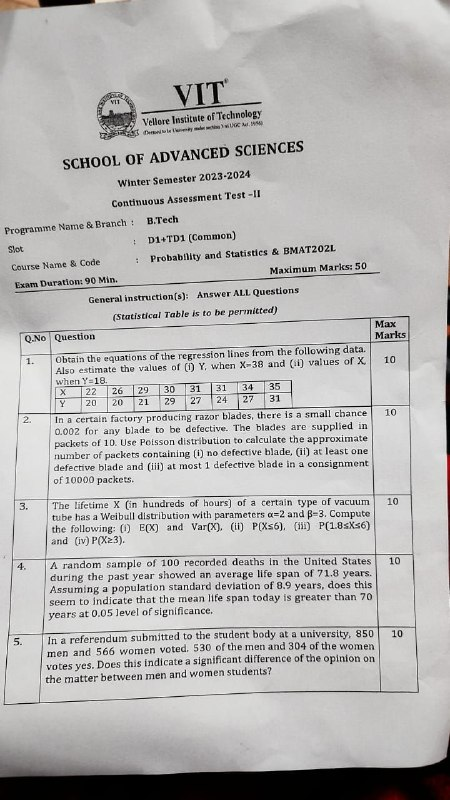 VIT
VIT
Vellore Institute of Technology
(Deemed to be University under section 3 of UGC Act, 1956)
SCHOOL OF ADVANCED SCIENCES
Winter Semester 2023-2024
Continuous Assessment Test -II
Programme Name & Branch : B.Tech
Slot : D1+TD1 (Common)
Course Name & Code : Probability and Statistics & BMAT202L
Exam Duration: 90 Min. Maximum Marks: 50
General instruction(s): Answer ALL Questions
(Statistical Table is to be permitted)
Q.No Question Max Marks
1. Obtain the equations of the regression lines from the following data. 10
Also estimate the values of (i) Y, when X=38 and (ii) values of X,
when Y=18.
X 22 26 29 30 31 31 34 35
Y 20 20 21 29 27 24 27 31
2. In a certain factory producing razor blades, there is a small chance 10
0.002 for any blade to be defective. The blades are supplied in
packets of 10. Use Poisson distribution to calculate the approximate
number of packets containing (i) no defective blade, (ii) at least one
defective blade and (iii) at most 1 defective blade in a consignment
of 10000 packets.
3. The lifetime X (in hundreds of hours) of a certain type of vacuum 10
tube has a Weibull distribution with parameters α=2 and β=3. Compute
the following: (i) E(X) and Var(X), (ii) P(X≤6), (iii) P(1.8≤X≤6)
and (iv) P(X≥3).
4. A random sample of 100 recorded deaths in the United States 10
during the past year showed an average life span of 71.8 years.
Assuming a population standard deviation of 8.9 years, does this
seem to indicate that the mean life span today is greater than 70
years at 0.05 level of significance.
5. In a referendum submitted to the student body at a university, 850 10
men and 566 women voted. 530 of the men and 304 of the women
votes yes. Does this indicate a significant difference of the opinion on
the matter between men and women students?